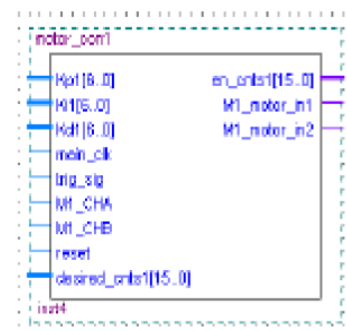 motor_pom1
Kp1[6..0]
Ki1[6..0]
Kd1[6..0]
main_clk
trig_sig
M1_CHA
M1_CHB
reset
desired_cnts1[15..0]
en_cnts1[15..0]
M1_motor_in1
M1_motor_in2
inst4